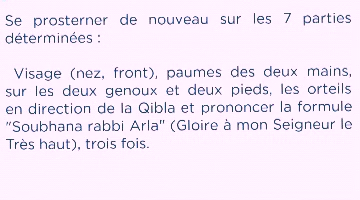 Se prosterner de nouveau sur les 7 parties
déterminées :
Visage (nez, front), paumes des deux mains,
sur les deux genoux et deux pieds, les orteils
en direction de la Qibla et prononcer la formule
"Soubhana rabbi Arla" (Gloire à mon Seigneur le
Très haut), trois fois.